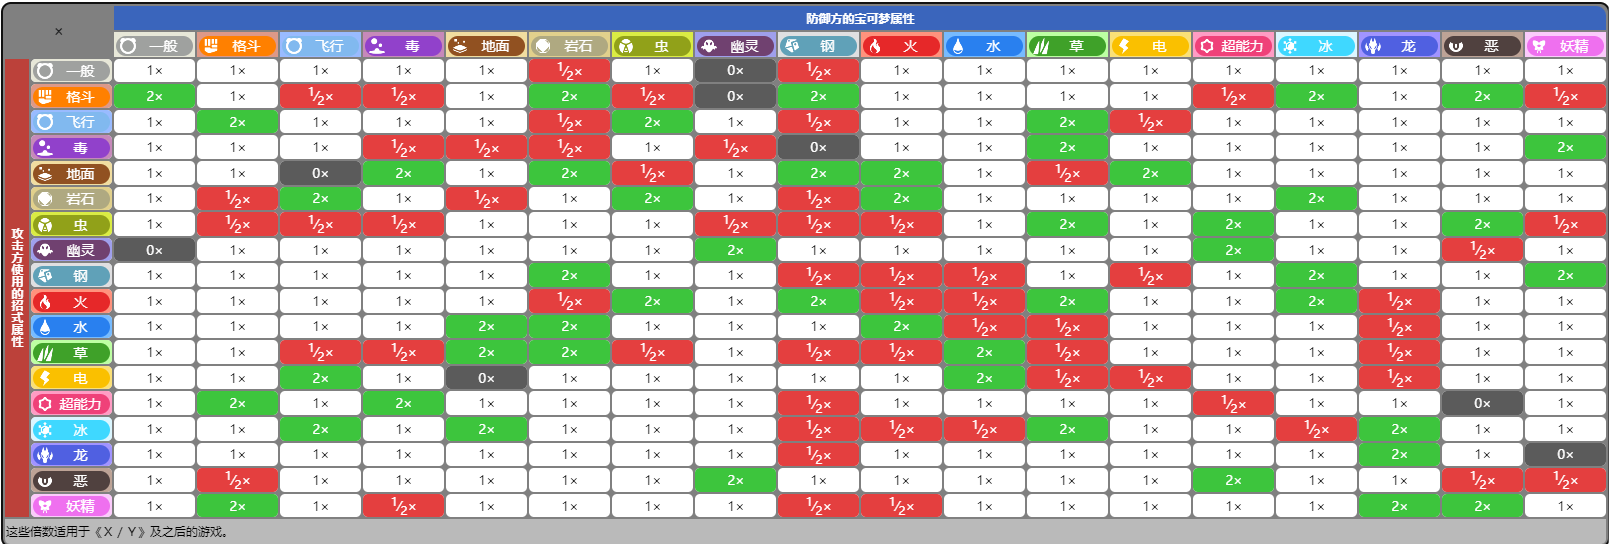 防御方的宝可梦属性
×
一般 格斗 飞行 毒 地面 岩石 虫 幽灵 钢 火 水 草 电 超能力 冰 龙 恶 妖精
攻击方使用的招式属性
一般 1× 1× 1× 1× 1× 1/2× 1× 0× 1/2× 1× 1× 1× 1× 1× 1× 1× 1× 1×
格斗 2× 1× 1/2× 1/2× 1× 2× 1/2× 0× 2× 1× 1× 1× 1× 1/2× 2× 1× 2× 1/2×
飞行 1× 2× 1× 1× 1× 1/2× 2× 1× 1/2× 1× 1× 2× 1/2× 1× 1× 1× 1× 1×
毒 1× 1× 1× 1/2× 1/2× 1/2× 1× 1/2× 0× 1× 1× 2× 1× 1× 1× 1× 1× 2×
地面 1× 1× 0× 2× 1× 2× 1/2× 1× 2× 2× 1× 1/2× 2× 1× 1× 1× 1× 1×
岩石 1× 1/2× 2× 1× 1/2× 1× 2× 1× 1/2× 2× 1× 1× 1× 1× 2× 1× 1× 1×
虫 1× 1/2× 1/2× 1/2× 1× 1× 1× 1/2× 1/2× 1/2× 1× 2× 1× 2× 1× 1× 2× 1/2×
幽灵 0× 1× 1× 1× 1× 1× 1× 2× 1× 1× 1× 1× 1× 2× 1× 1× 1/2× 1×
钢 1× 1× 1× 1× 1× 2× 1× 1× 1/2× 1/2× 1/2× 1× 1/2× 1× 2× 1× 1× 2×
火 1× 1× 1× 1× 1× 1/2× 2× 1× 2× 1/2× 1/2× 2× 1× 1× 2× 1/2× 1× 1×
水 1× 1× 1× 1× 2× 2× 1× 1× 1× 2× 1/2× 1/2× 1× 1× 1× 1/2× 1× 1×
草 1× 1× 1/2× 1/2× 2× 2× 1/2× 1× 1/2× 1/2× 2× 1/2× 1× 1× 1× 1/2× 1× 1×
电 1× 1× 2× 1× 0× 1× 1× 1× 1× 1× 2× 1/2× 1/2× 1× 1× 1/2× 1× 1×
超能力 1× 2× 1× 2× 1× 1× 1× 1× 1/2× 1× 1× 1× 1× 1/2× 1× 1× 0× 1×
冰 1× 1× 2× 1× 2× 1× 1× 1× 1/2× 1/2× 1/2× 2× 1× 1× 1/2× 2× 1× 1×
龙 1× 1× 1× 1× 1× 1× 1× 1× 1/2× 1× 1× 1× 1× 1× 1× 2× 1× 0×
恶 1× 1/2× 1× 1× 1× 1× 1× 2× 1× 1× 1× 1× 1× 2× 1× 1× 1/2× 1/2×
妖精 1× 2× 1× 1/2× 1× 1× 1× 1× 1/2× 1/2× 1× 1× 1× 1× 1× 2× 2× 1×
这些倍数适用于《Ｘ / Ｙ》及之后的游戏。